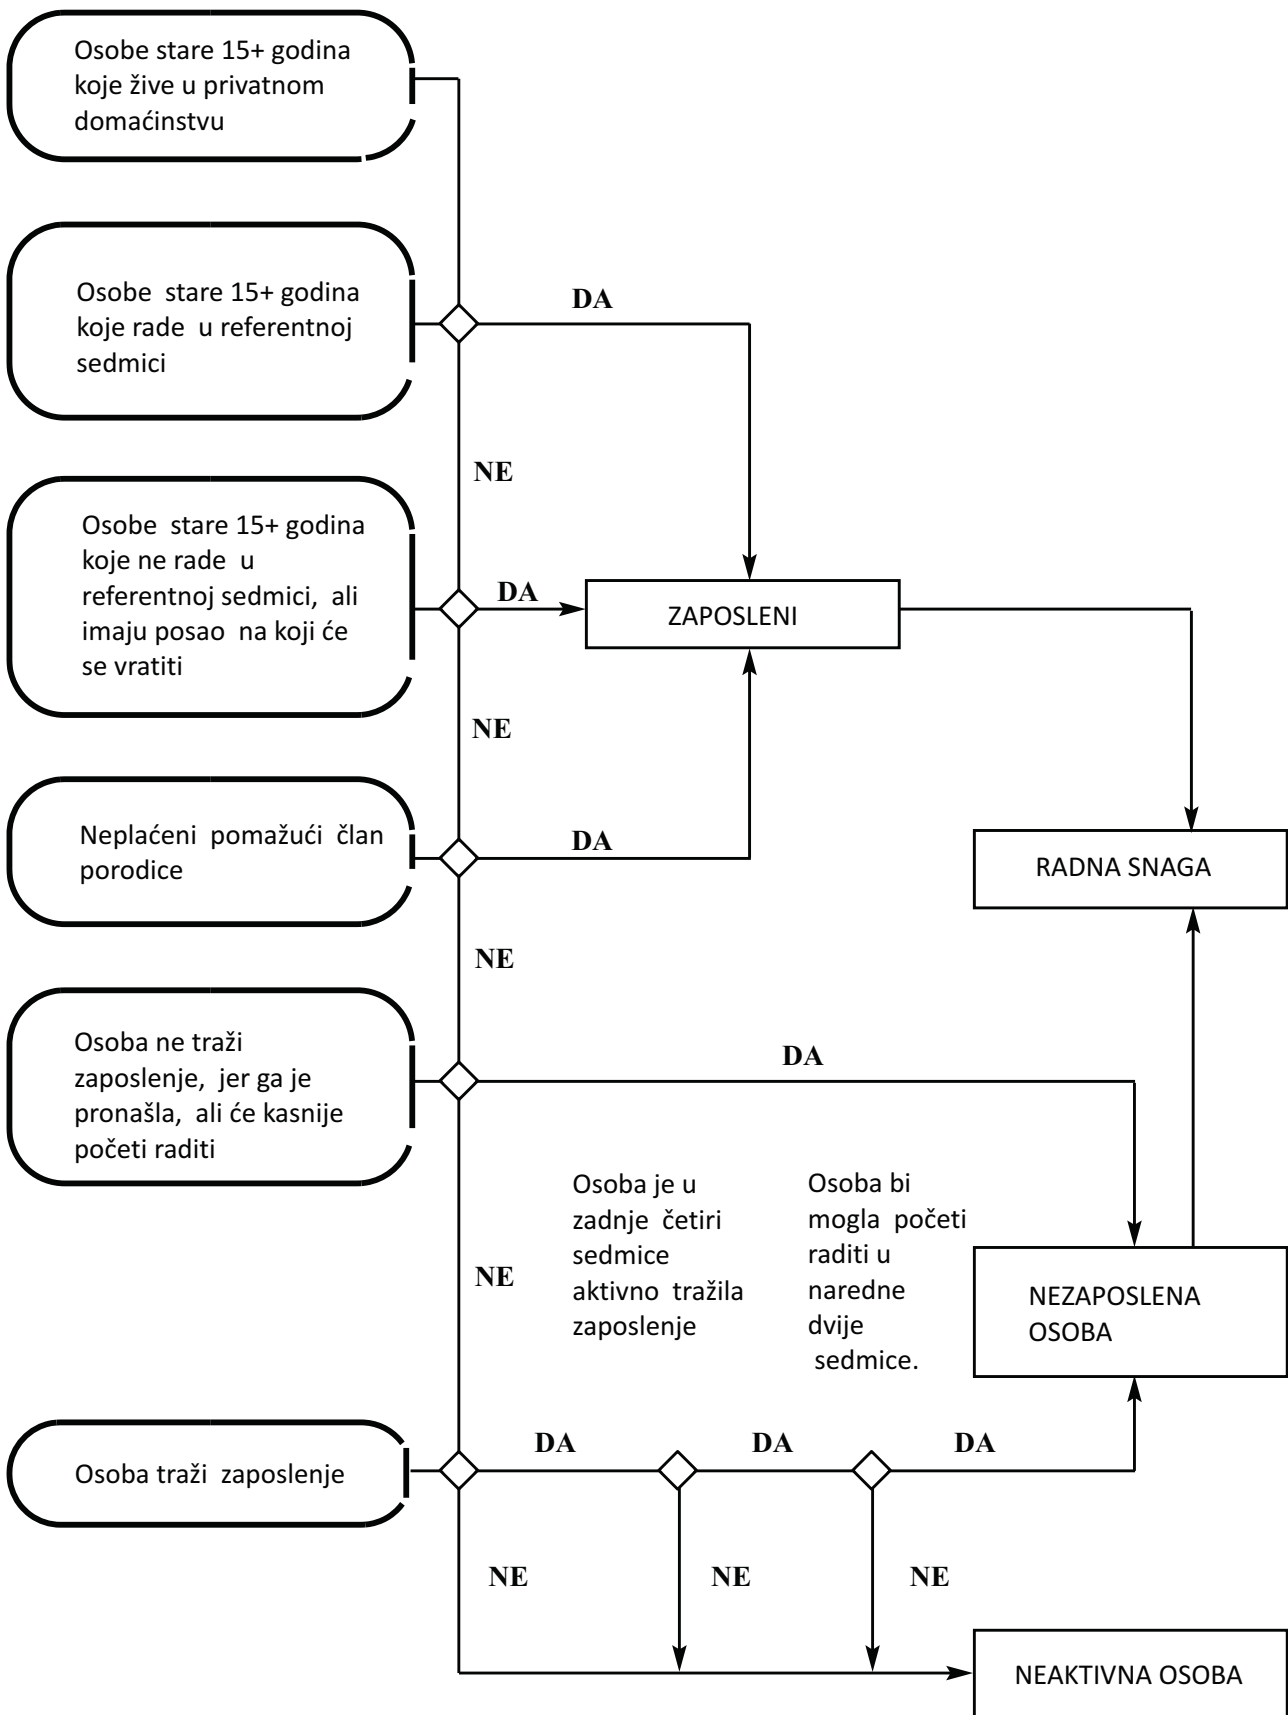 Osobe stare 15+ godina
koje žive u privatnom
domaćinstvu
Osobe stare 15+ godina
koje rade u referentnoj
sedmici
DA
NE
Osobe stare 15+ godina
koje ne rade u
referentnoj sedmici, ali
imaju posao na koji će
se vratiti
DA
ZAPOSLENI
NE
Neplaćeni pomažući član
porodice
DA
RADNA SNAGA
NE
Osoba ne traži
zaposlenje, jer ga je
pronašla, ali će kasnije
početi raditi
DA
NE
Osoba je u
zadnje četiri
sedmice
aktivno tražila
zaposlenje
Osoba bi
mogla početi
raditi u
naredne
dvije
sedmice.
NEZAPOSLENA
OSOBA
Osoba traži zaposlenje
DA
DA
DA
NE
NE
NE
NEAKTIVNA OSOBA